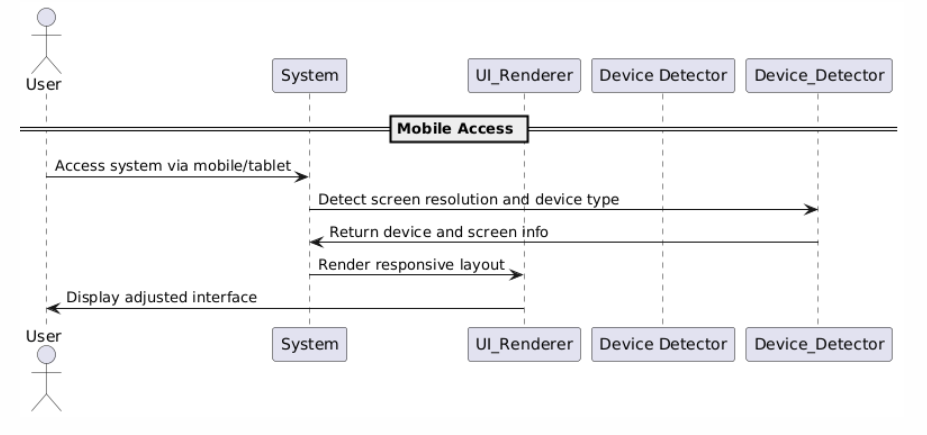 User
System
UI_Renderer
Device Detector
Device_Detector
Mobile Access
Access system via mobile/tablet
Detect screen resolution and device type
Return device and screen info
Render responsive layout
Display adjusted interface
User
System
UI_Renderer
Device Detector
Device_Detector